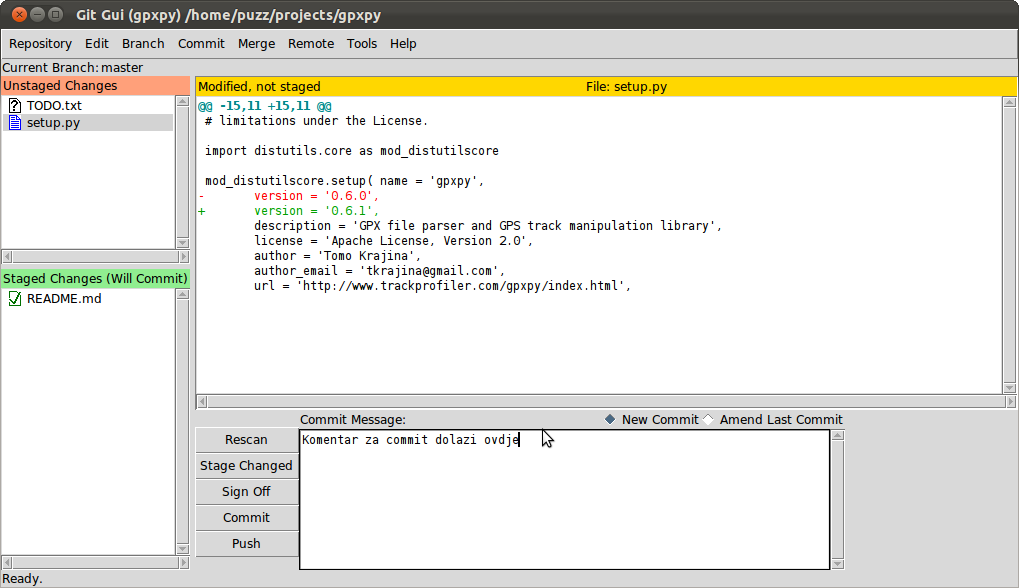 Git Gui (gpxpy) /home/puzz/projects/gpxpy
Repository Edit Branch Commit Merge Remote Tools Help
Current Branch: master
Unstaged Changes
TODO.txt
setup.py
Staged Changes (Will Commit)
README.md
Modified, not staged File: setup.py
@@ -15,11 +15,11 @@
# limitations under the License.
import distutils.core as mod_distutilscore
mod_distutilscore.setup( name = 'gpxpy',
- version = '0.6.0',
+ version = '0.6.1',
description = 'GPX file parser and GPS track manipulation library',
license = 'Apache License, Version 2.0',
author = 'Tomo Krajina',
author_email = 'tkrajina@gmail.com',
url = 'http://www.trackprofiler.com/gpxpy/index.html',
Commit Message: New Commit Amend Last Commit
Rescan
Stage Changed
Sign Off
Commit
Push
Komentar za commit dolazi ovdje
Ready.